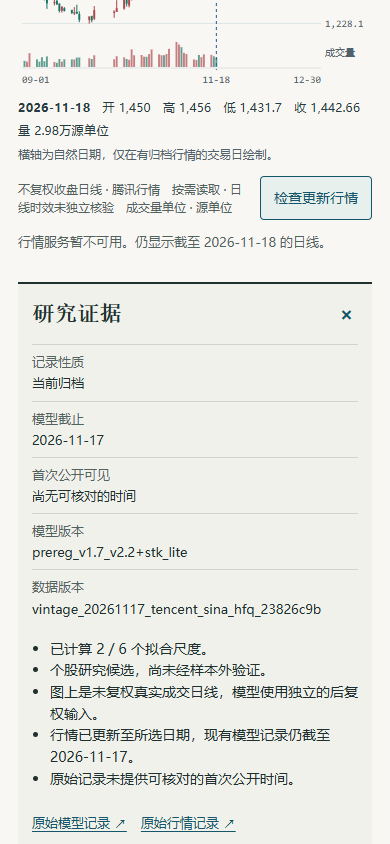 1,228.1
成交量
09-01 11-18 12-30
2026-11-18 开 1,450 高 1,456 低 1,431.7 收 1,442.66
量 2.98万源单位
横轴为自然日期，仅在有归档行情的交易日绘制。
不复权收盘日线 · 腾讯行情 按需读取 · 日
线时效未独立核验 成交量单位 · 源单位
检查更新行情
行情服务暂不可用。仍显示截至 2026-11-18 的日线。
研究证据 ×
记录性质
当前归档
模型截止
2026-11-17
首次公开可见
尚无可核对的时间
模型版本
prereg_v1.7_v2.2+stk_lite
数据版本
vintage_20261117_tencent_sina_hfq_23826c9b
• 已计算 2 / 6 个拟合尺度。
• 个股研究候选，尚未经样本外验证。
• 图上是未复权真实成交日线，模型使用独立的后复
权输入。
• 行情已更新至所选日期，现有模型记录仍截至
2026-11-17。
• 原始记录未提供可核对的首次公开时间。
原始模型记录 ↗ 原始行情记录 ↗